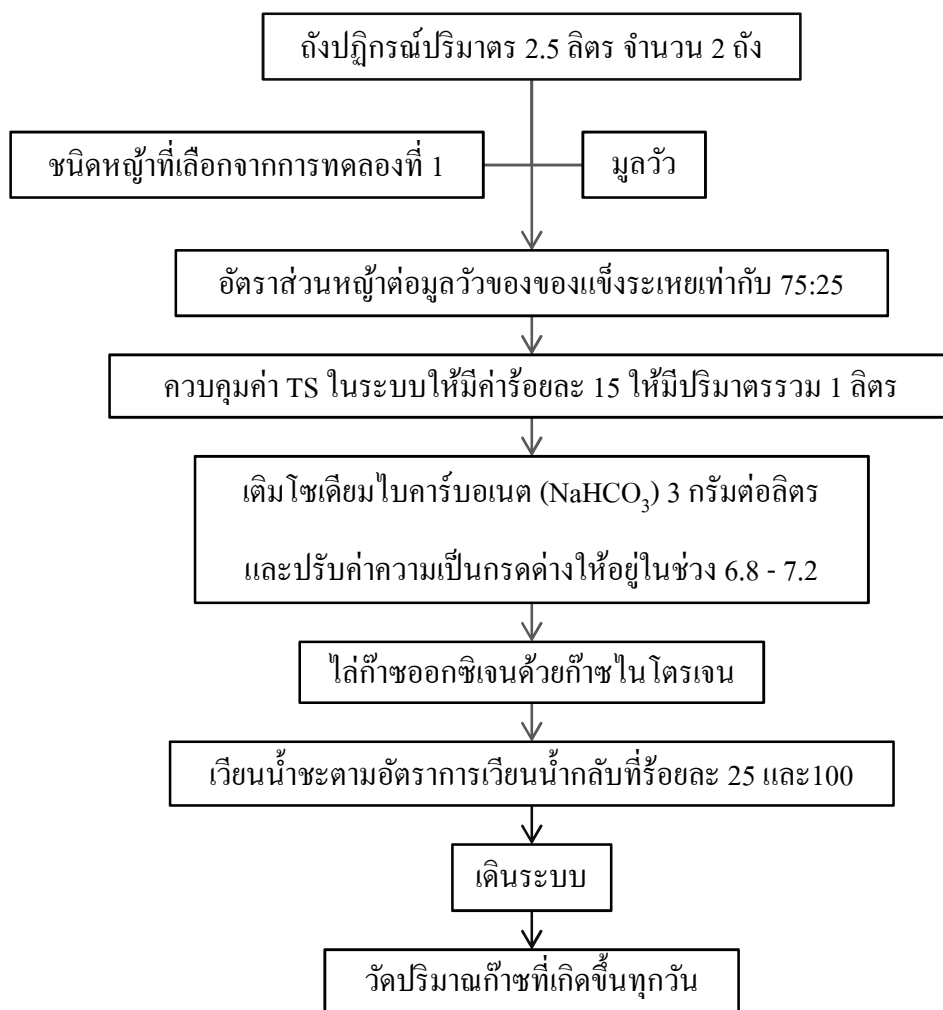 ถังปฏิกรณ์ปริมาตร 2.5 ลิตร จำนวน 2 ถัง
ชนิดหญ้าที่เลือกจากการทดลองที่ 1
มูลวัว
อัตราส่วนหญ้าต่อมูลวัวของของแข็งระเหยเท่ากับ 75:25
ควบคุมค่า TS ในระบบให้มีค่าร้อยละ 15 ให้มีปริมาตรรวม 1 ลิตร
เติมโซเดียมไบคาร์บอเนต (NaHCO₃) 3 กรัมต่อลิตร
และปรับค่าความเป็นกรดด่างให้อยู่ในช่วง 6.8 - 7.2
ไล่ก๊าซออกซิเจนด้วยก๊าซไนโตรเจน
เวียนน้ำชะตามอัตราการเวียนน้ำกลับที่ร้อยละ 25 และ100
เดินระบบ
วัดปริมาณก๊าซที่เกิดขึ้นทุกวัน